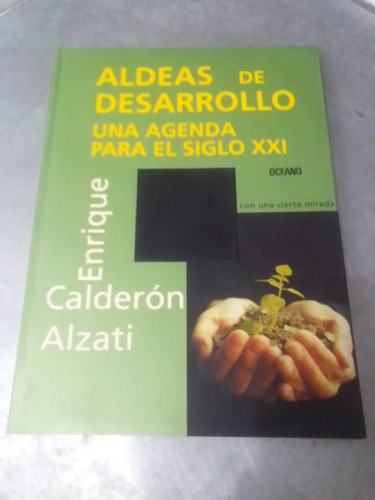 ALDEAS DE
DESARROLLO
UNA AGENDA
PARA EL SIGLO XXI
OCEANO
con una cierta mirada
Enrique
Calderón
Alzati